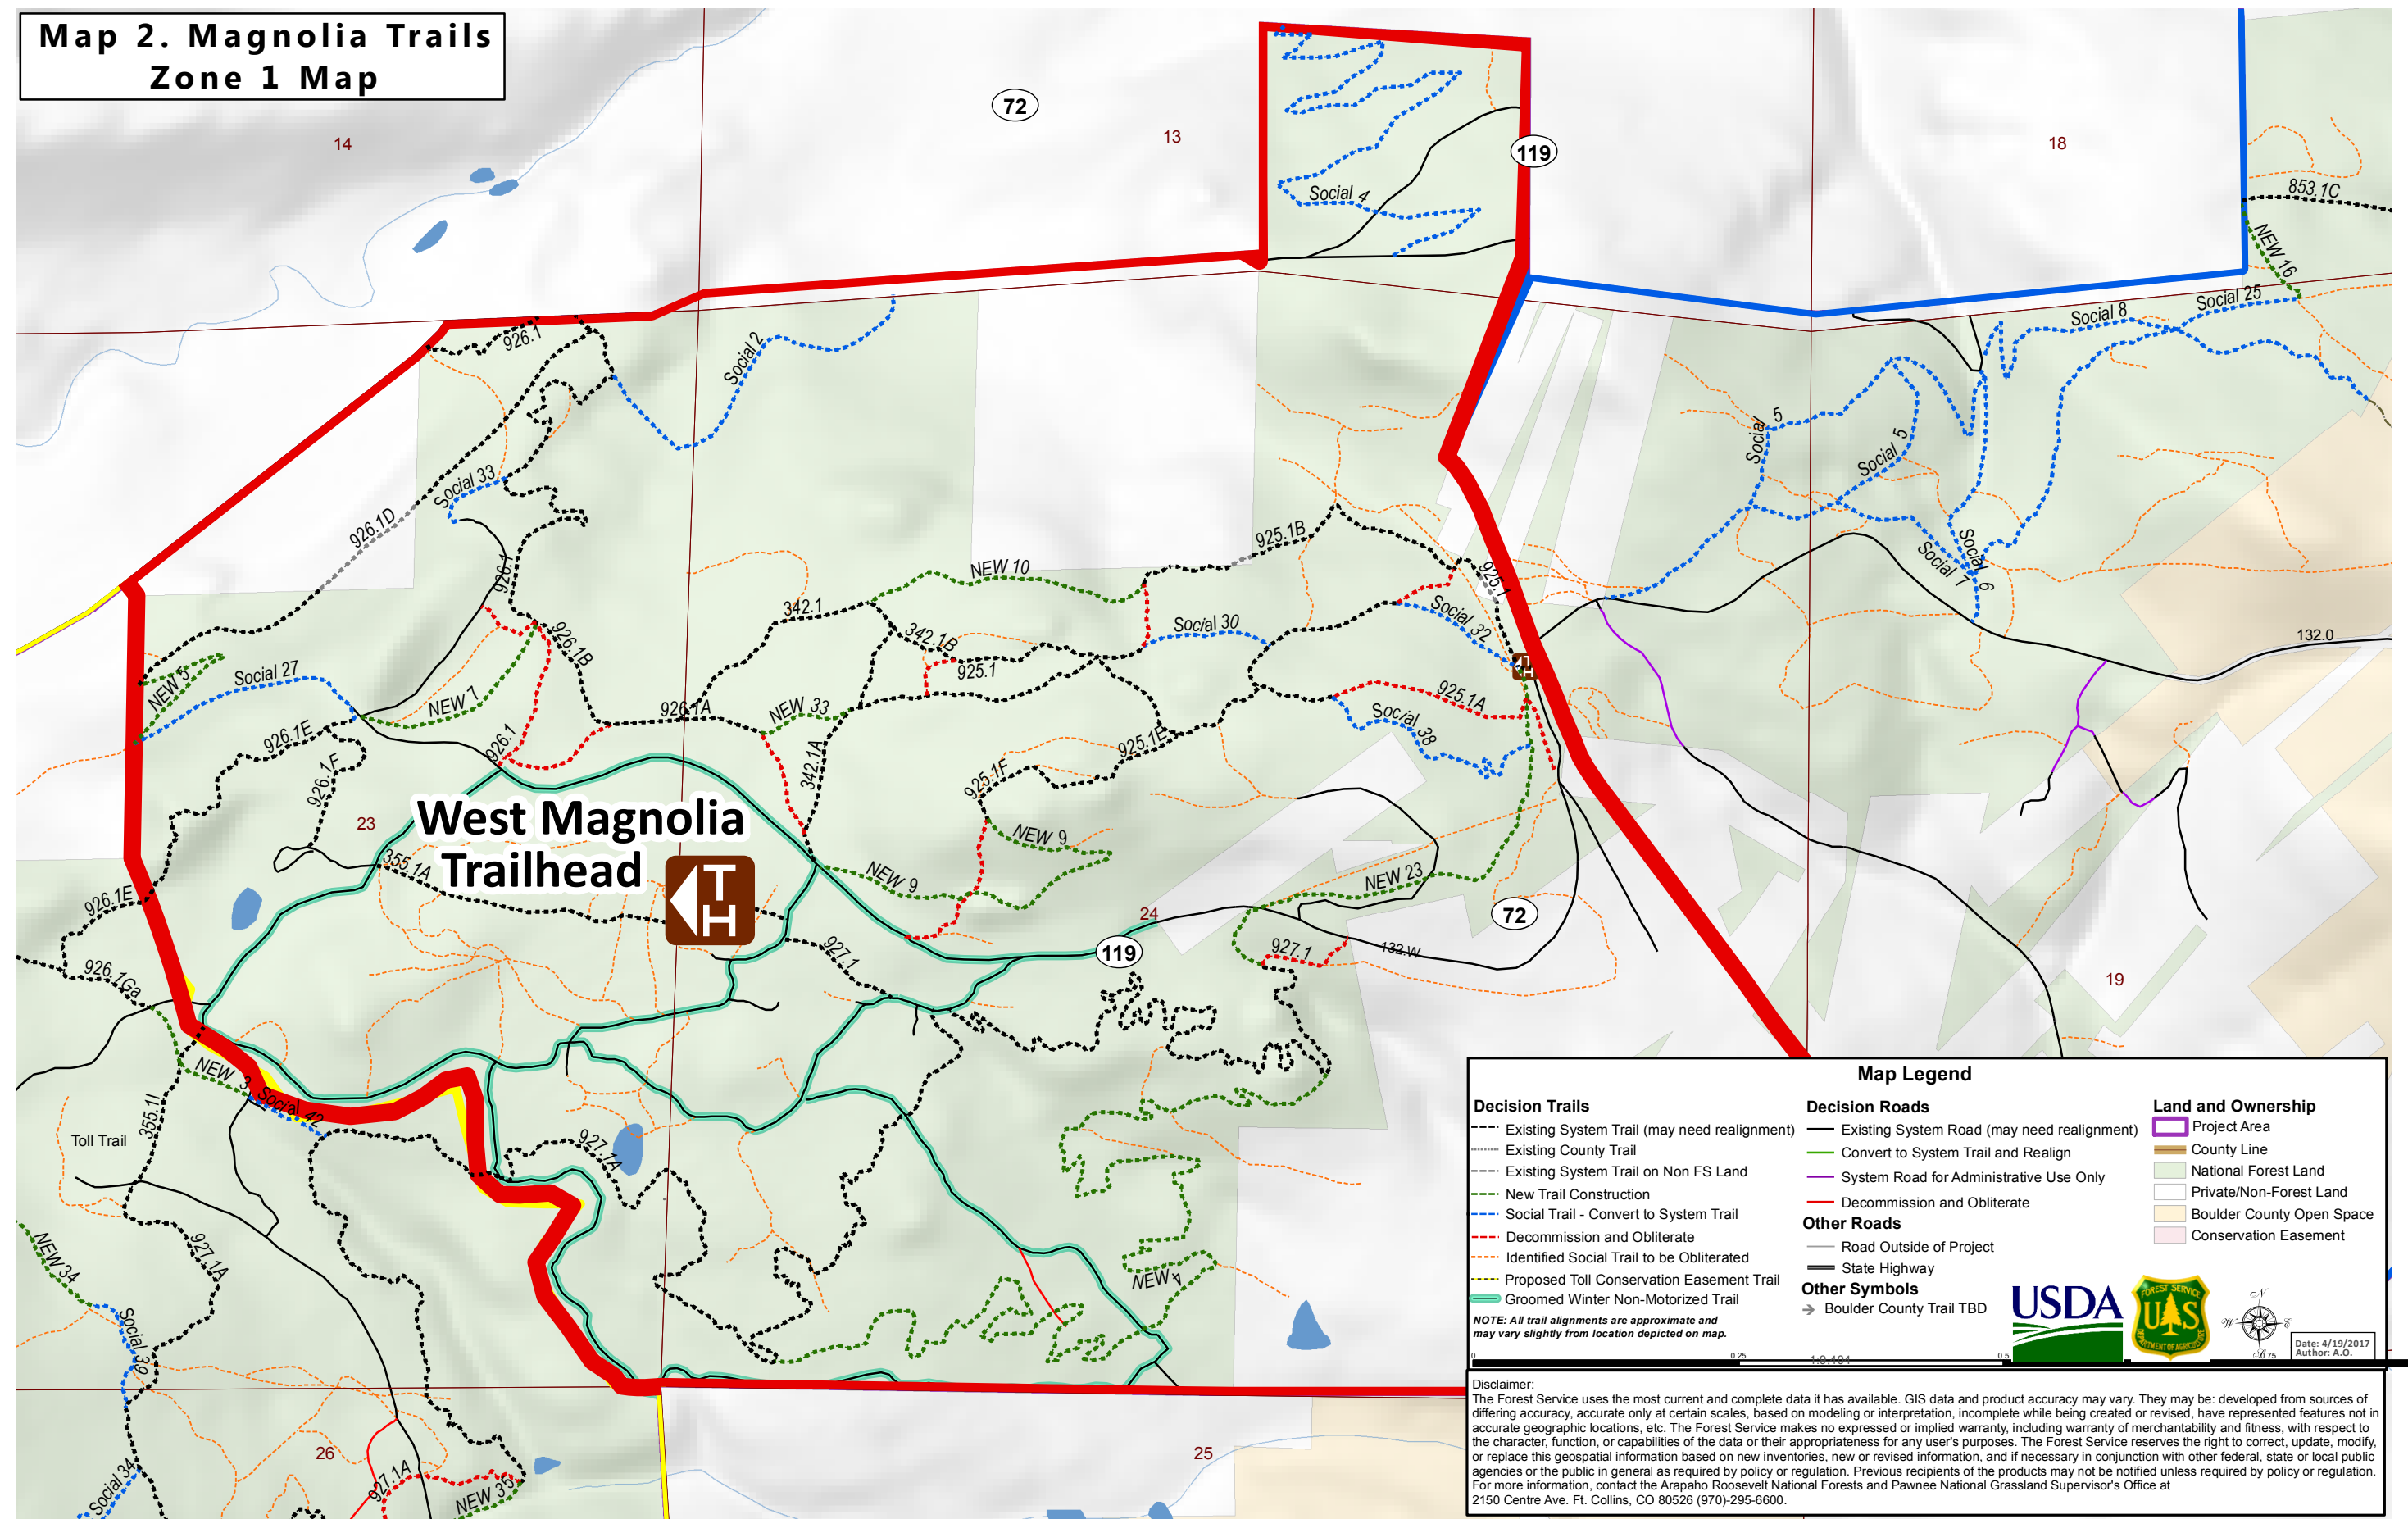 Map 2. Magnolia Trails
Zone 1 Map
14
72
13
119
18
853.1C
NEW 16
Social 4
Social 25
Social 8
926.1
Social 2
Social 5
Social 5
Social 33
926.1D
925.1B
926.1
NEW 10
925.1
Social 7
Social 6
342.1
Social 30
Social 32
132.0
926.1B
342.1B
TH
925.1
Social 27
NEW 5
NEW 7
926.1A
NEW 33
925.1A
Social 38
926.1E
926.1
925.1E
926.1F
342.1A
925.1F
West Magnolia
Trailhead
23
NEW 9
355.1A
T
H
NEW 9
NEW 23
926.1E
24
72
927.1
119
927.1
132.W
926.1Ga
19
NEW 3
Social 42
355.1I
Toll Trail
927.1A
927.1A
NEW 34
NEW 4
Social 39
26
25
Social 34
927.1A
NEW 35
Map Legend
Decision Trails
Existing System Trail (may need realignment)
Existing County Trail
Existing System Trail on Non FS Land
New Trail Construction
Social Trail - Convert to System Trail
Decommission and Obliterate
Identified Social Trail to be Obliterated
Proposed Toll Conservation Easement Trail
Groomed Winter Non-Motorized Trail
NOTE: All trail alignments are approximate and
may vary slightly from location depicted on map.
Decision Roads
Existing System Road (may need realignment)
Convert to System Trail and Realign
System Road for Administrative Use Only
Decommission and Obliterate
Other Roads
Road Outside of Project
State Highway
Other Symbols
Boulder County Trail TBD
Land and Ownership
Project Area
County Line
National Forest Land
Private/Non-Forest Land
Boulder County Open Space
Conservation Easement
USDA
FOREST SERVICE
U S
DEPARTMENT OF AGRICULTURE
N
W
E
S
Date: 4/19/2017
Author: A.O.
0
0.25
0.5
0.75
Disclaimer:
The Forest Service uses the most current and complete data it has available. GIS data and product accuracy may vary. They may be: developed from sources of
differing accuracy, accurate only at certain scales, based on modeling or interpretation, incomplete while being created or revised, have represented features not in
accurate geographic locations, etc. The Forest Service makes no expressed or implied warranty, including warranty of merchantability and fitness, with respect to
the character, function, or capabilities of the data or their appropriateness for any user's purposes. The Forest Service reserves the right to correct, update, modify,
or replace this geospatial information based on new inventories, new or revised information, and if necessary in conjunction with other federal, state or local public
agencies or the public in general as required by policy or regulation. Previous recipients of the products may not be notified unless required by policy or regulation.
For more information, contact the Arapaho Roosevelt National Forests and Pawnee National Grassland Supervisor's Office at
2150 Centre Ave. Ft. Collins, CO 80526 (970)-295-6600.